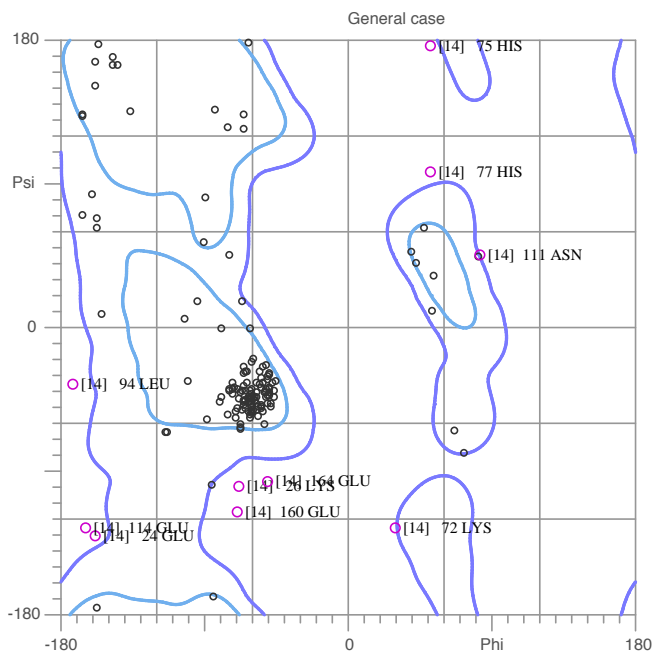 General case
180
[14] 75 HIS
Psi
[14] 77 HIS
[14] 111 ASN
0
[14] 94 LEU
[14] 164 GLU
[14] 26 LYS
[14] 160 GLU
[14] 114 GLU
[14] 72 LYS
[14] 24 GLU
-180
-180 0 Phi 180